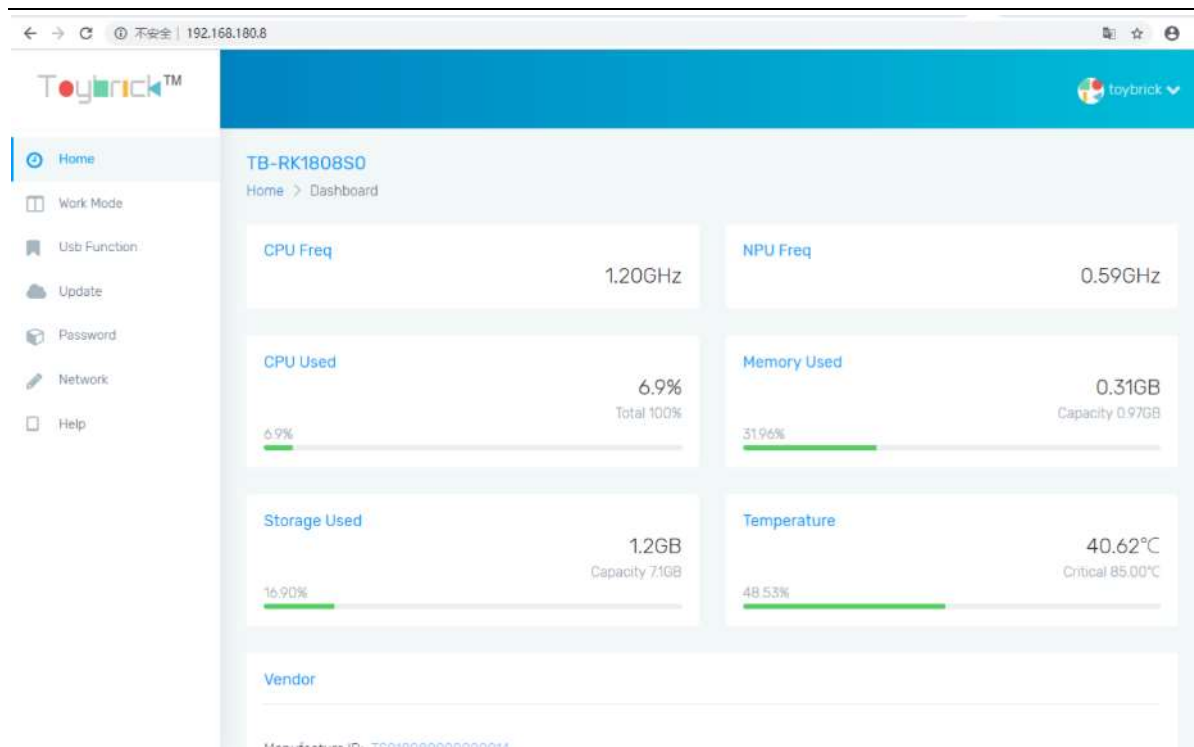 不安全 | 192.168.180.8
Toybrick™
toybrick
Home
Work Mode
Usb Function
Update
Password
Network
Help
TB-RK1808S0
Home > Dashboard
CPU Freq
1.20GHz
NPU Freq
0.59GHz
CPU Used
6.9%
Total 100%
6.9%
Memory Used
0.31GB
Capacity 0.97GB
31.96%
Storage Used
1.2GB
Capacity 7.1GB
16.90%
Temperature
40.62°C
Critical 85.00°C
48.53%
Vendor